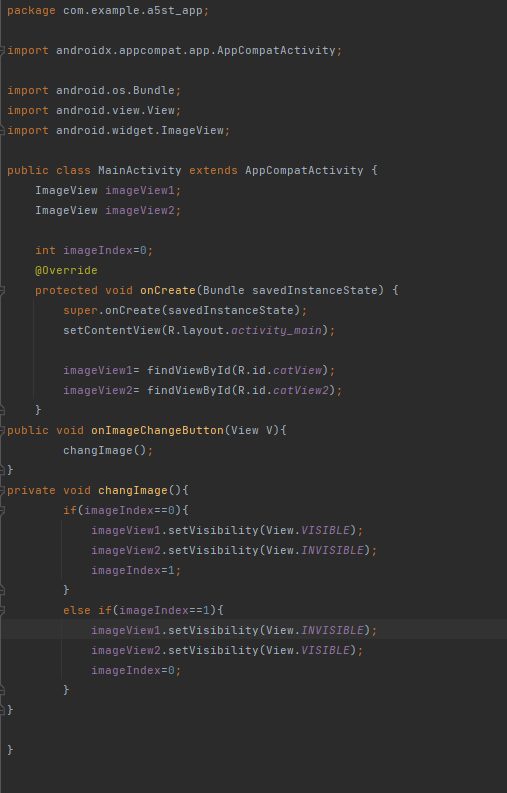 package com.example.a5st_app;
import androidx.appcompat.app.AppCompatActivity;
import android.os.Bundle;
import android.view.View;
import android.widget.ImageView;
public class MainActivity extends AppCompatActivity {
ImageView imageView1;
ImageView imageView2;
int imageIndex=0;
@Override
protected void onCreate(Bundle savedInstanceState) {
super.onCreate(savedInstanceState);
setContentView(R.layout.activity_main);
imageView1= findViewById(R.id.catView);
imageView2= findViewById(R.id.catView2);
}
public void onImageChangeButton(View V){
changImage();
}
private void changImage(){
if(imageIndex==0){
imageView1.setVisibility(View.VISIBLE);
imageView2.setVisibility(View.INVISIBLE);
imageIndex=1;
}
else if(imageIndex==1){
imageView1.setVisibility(View.INVISIBLE);
imageView2.setVisibility(View.VISIBLE);
imageIndex=0;
}
}
}